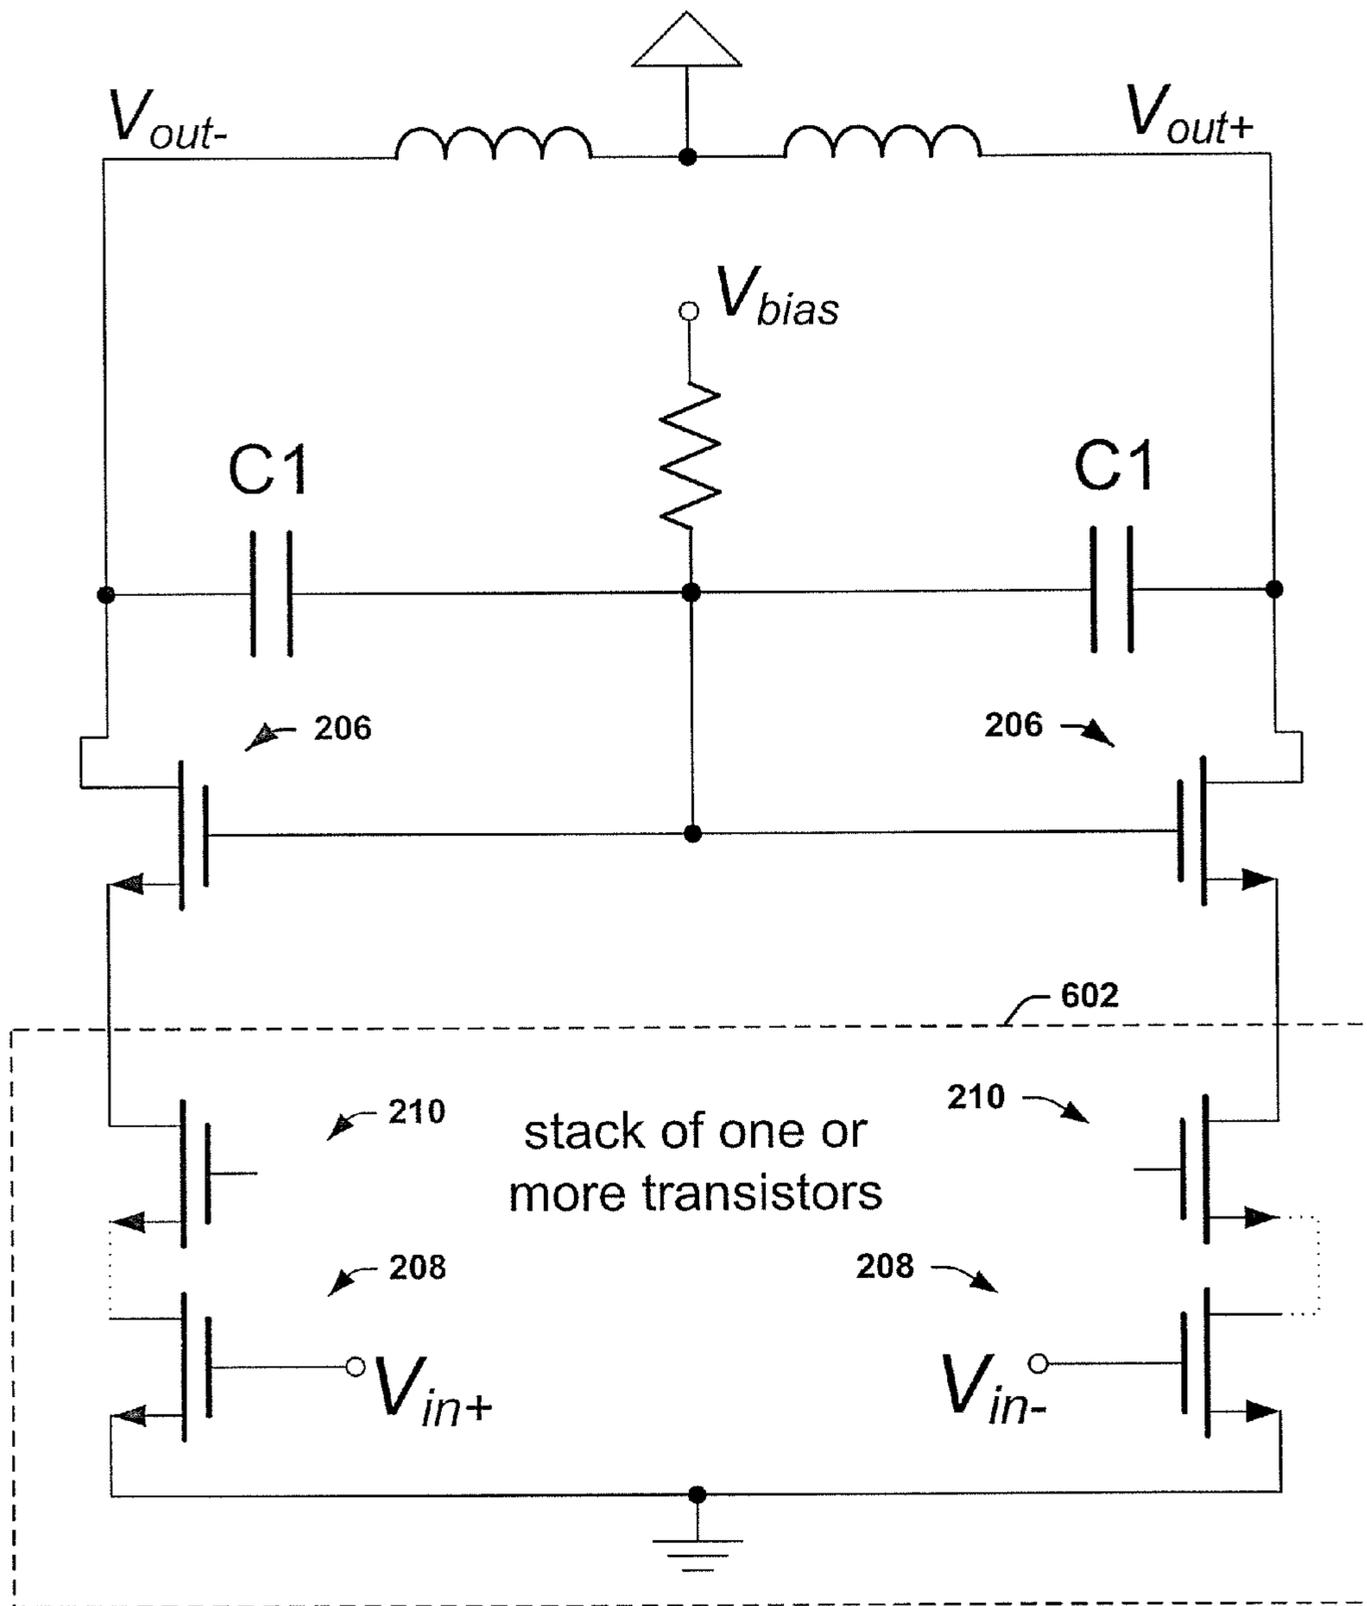 Vout-
Vout+
Vbias
C1
C1
206
206
602
210
210
stack of one or
more transistors
208
208
Vin+
Vin-